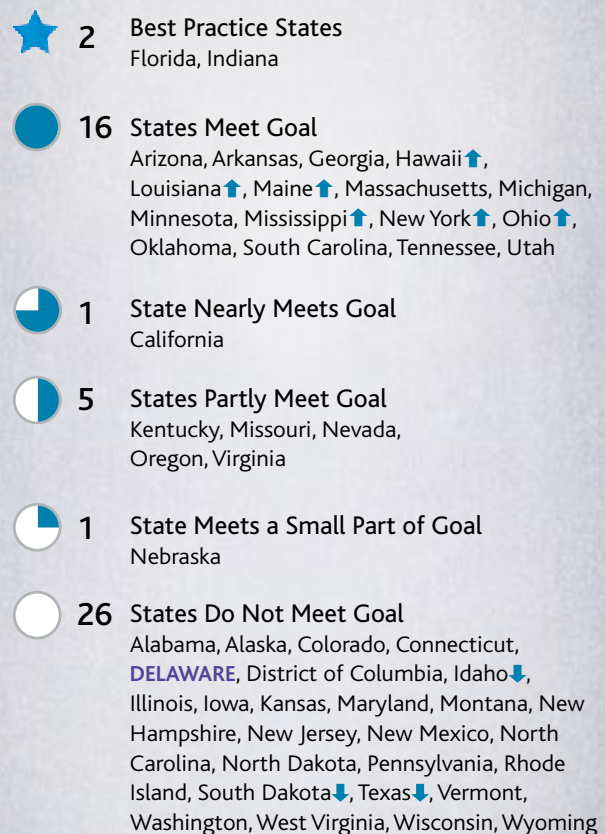 2 Best Practice States
Florida, Indiana
16 States Meet Goal
Arizona, Arkansas, Georgia, Hawaii⬆,
Louisiana⬆, Maine⬆, Massachusetts, Michigan,
Minnesota, Mississippi⬆, New York⬆, Ohio⬆,
Oklahoma, South Carolina, Tennessee, Utah
1 State Nearly Meets Goal
California
5 States Partly Meet Goal
Kentucky, Missouri, Nevada,
Oregon, Virginia
1 State Meets a Small Part of Goal
Nebraska
26 States Do Not Meet Goal
Alabama, Alaska, Colorado, Connecticut,
DELAWARE, District of Columbia, Idaho⬇,
Illinois, Iowa, Kansas, Maryland, Montana, New
Hampshire, New Jersey, New Mexico, North
Carolina, North Dakota, Pennsylvania, Rhode
Island, South Dakota⬇, Texas⬇, Vermont,
Washington, West Virginia, Wisconsin, Wyoming